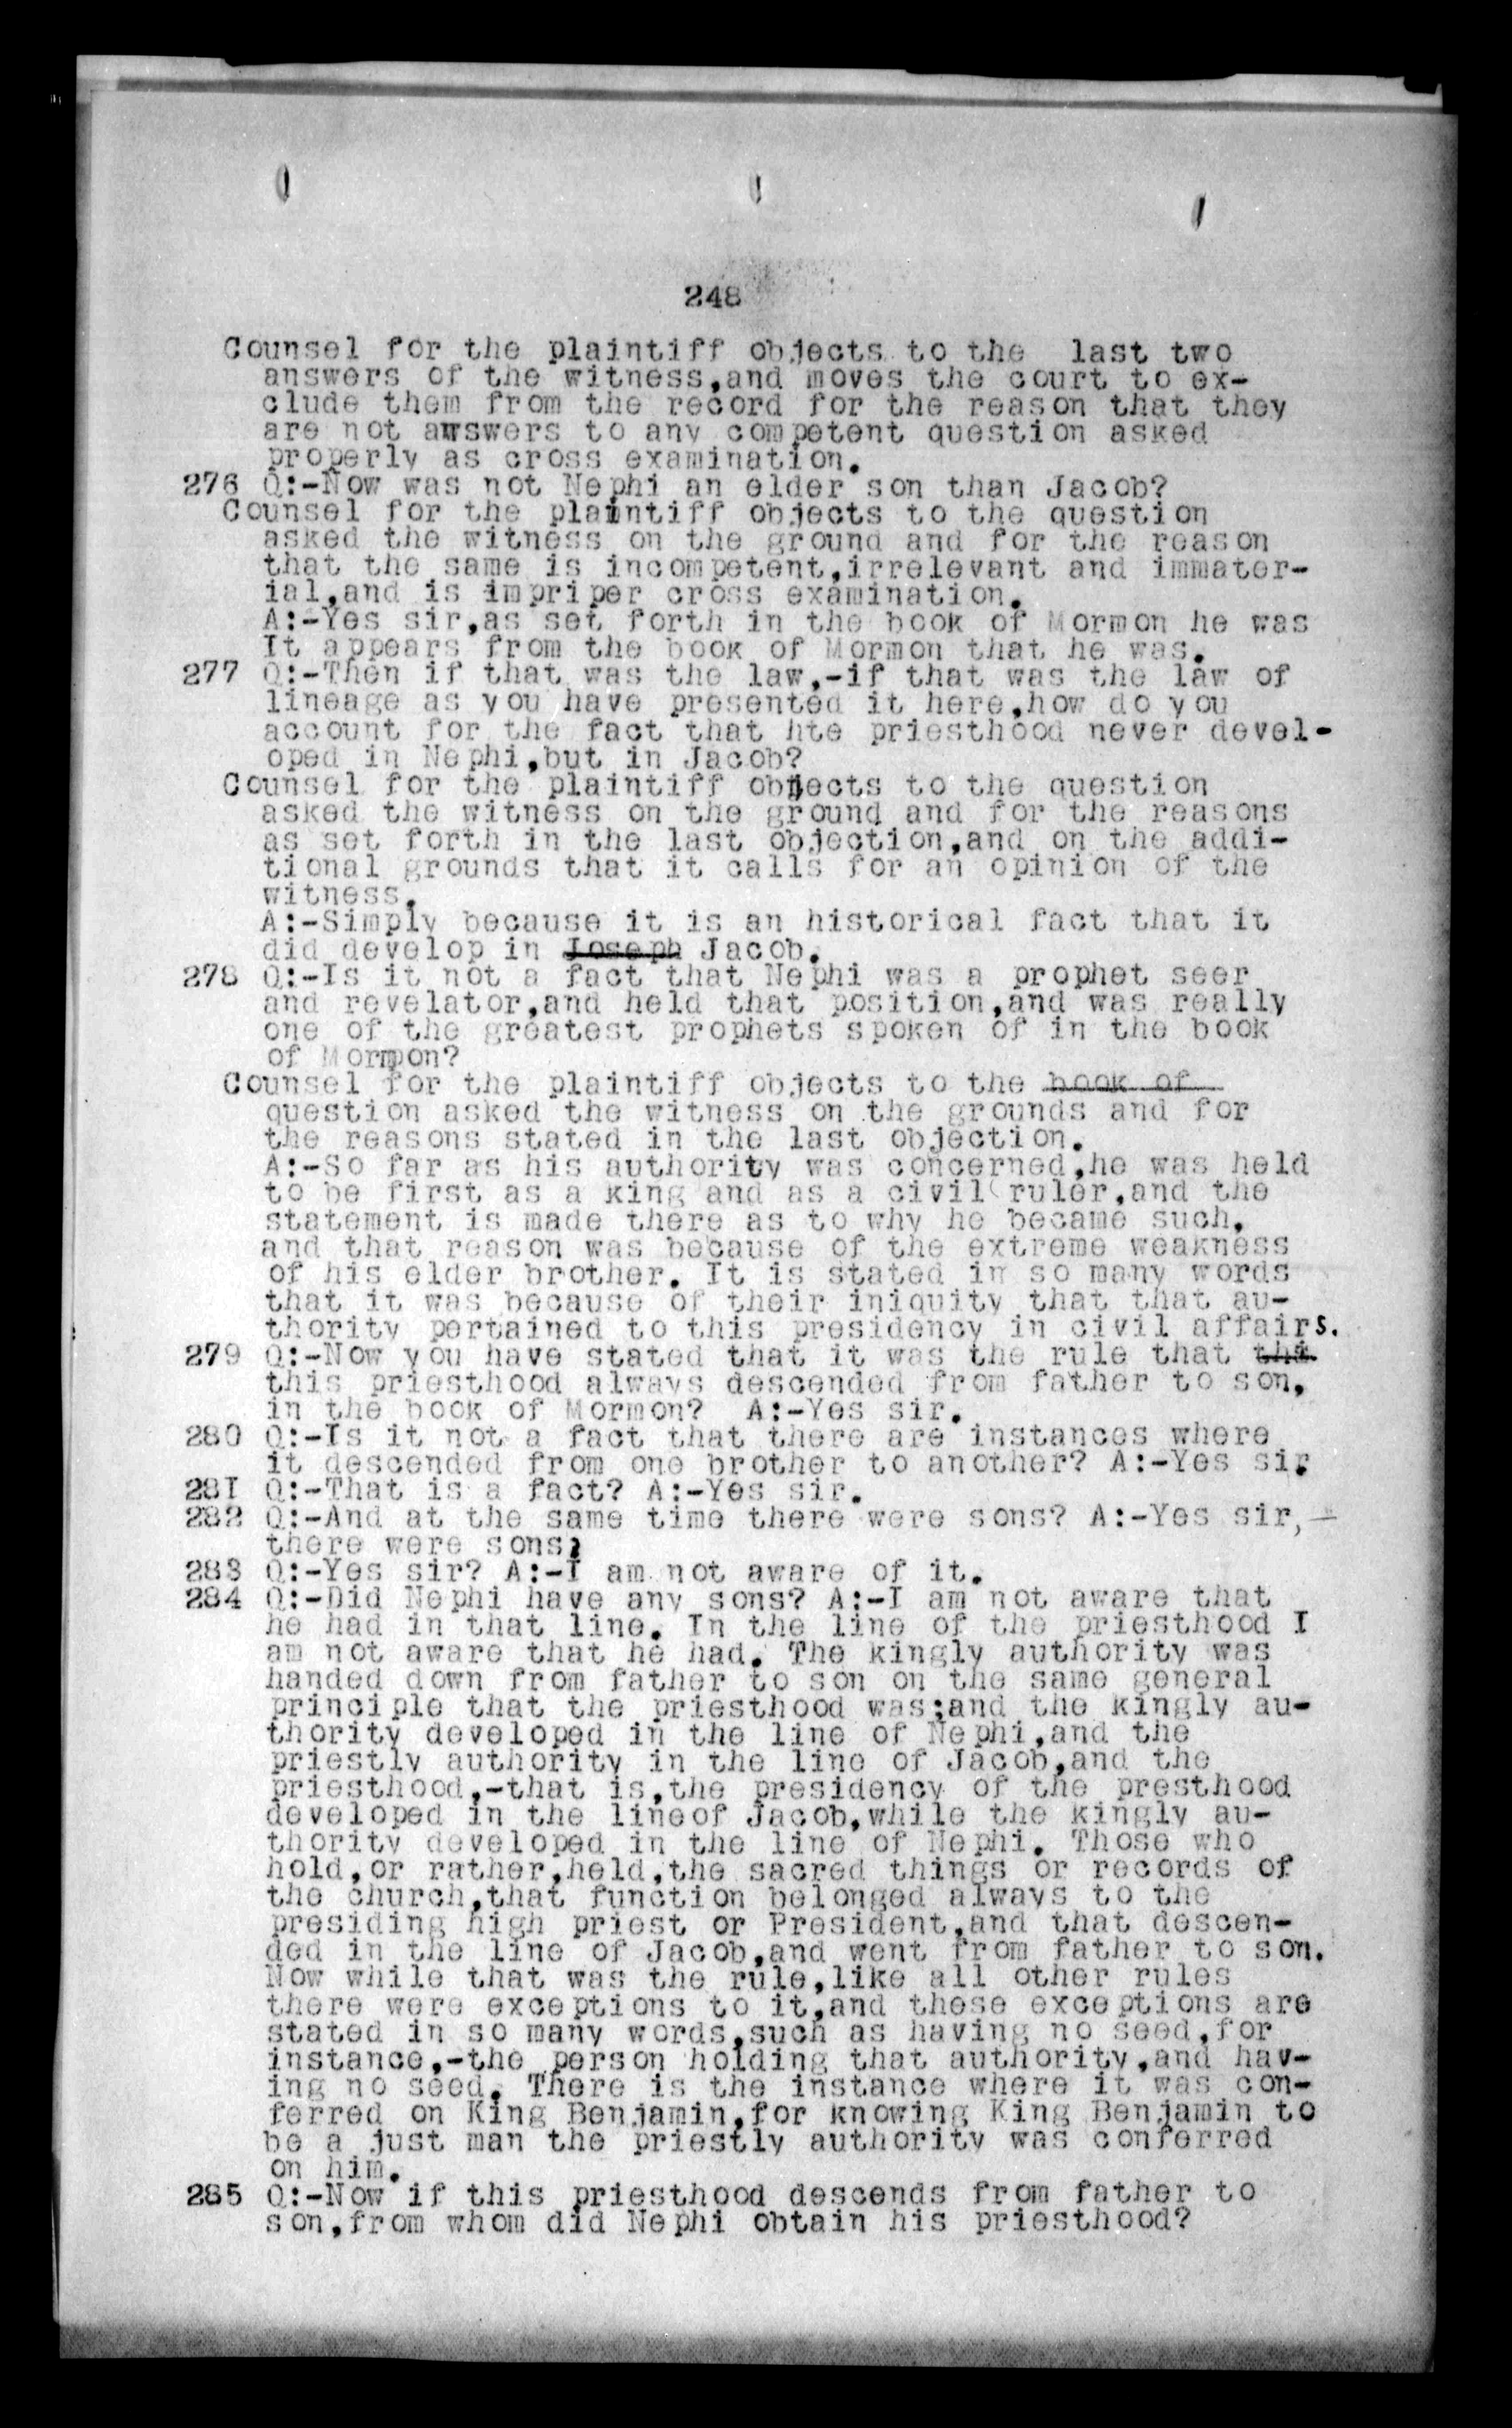 248
Counsel for the plaintiff objects to the last two
answers of the witness,and moves the court to ex-
clude them from the record for the reason that they
are not awswers to any competent question asked
properly as cross examination.
276 Q:-Now was not Nephi an elder son than Jacob?
Counsel for the plaintiff objects to the question
asked the witness on the ground and for the reason
that the same is incompetent,irrelevant and immater-
ial,and is impriper cross examination.
A:-Yes sir,as set forth in the book of Mormon he was
It appears from the book of Mormon that he was.
277 Q:-Then if that was the law,-if that was the law of
lineage as you have presented it here,how do you
account for the fact that hte priesthood never devel-
oped in Nephi,but in Jacob?
Counsel for the plaintiff objects to the question
asked the witness on the ground and for the reasons
as set forth in the last objection,and on the addi-
tional grounds that it calls for an opinion of the
witness.
A:-Simply because it is an historical fact that it
did develop in Joseph Jacob.
278 Q:-Is it not a fact that Nephi was a prophet seer
and revelator,and held that position,and was really
one of the greatest prophets spoken of in the book
of Mormon?
Counsel for the plaintiff objects to the book of
question asked the witness on the grounds and for
the reasons stated in the last objection.
A:-So far as his authority was concerned,he was held
to be first as a king and as a civil ruler,and the
statement is made there as to why he became such,
and that reason was because of the extreme weakness
of his elder brother. It is stated in so many words
that it was because of their iniquity that that au-
thority pertained to this presidency in civil affairs.
279 Q:-Now you have stated that it was the rule that thi
this priesthood always descended from father to son,
in the book of Mormon? A:-Yes sir.
280 Q:-Is it not a fact that there are instances where
it descended from one brother to another? A:-Yes sir.
281 Q:-That is a fact? A:-Yes sir.
282 Q:-And at the same time there were sons? A:-Yes sir,-
there were sons?
283 Q:-Yes sir? A:-I am not aware of it.
284 Q:-Did Nephi have any sons? A:-I am not aware that
he had in that line. In the line of the priesthood I
am not aware that he had. The kingly authority was
handed down from father to son on the same general
principle that the priesthood was;and the kingly au-
thority developed in the line of Nephi,and the
priestly authority in the line of Jacob,and the
priesthood,-that is,the presidency of the presthood
developed in the lineof Jacob,while the kingly au-
thority developed in the line of Nephi. Those who
hold,or rather,held,the sacred things or records of
the church,that function belonged always to the
presiding high priest or President,and that descen-
ded in the line of Jacob,and went from father to son.
Now while that was the rule,like all other rules
there were exceptions to it,and these exceptions are
stated in so many words,such as having no seed,for
instance,-the person holding that authority,and hav-
ing no seed. There is the instance where it was con-
ferred on King Benjamin,for knowing King Benjamin to
be a just man the priestly authority was conferred
on him.
285 Q:-Now if this priesthood descends from father to
son,from whom did Nephi obtain his priesthood?